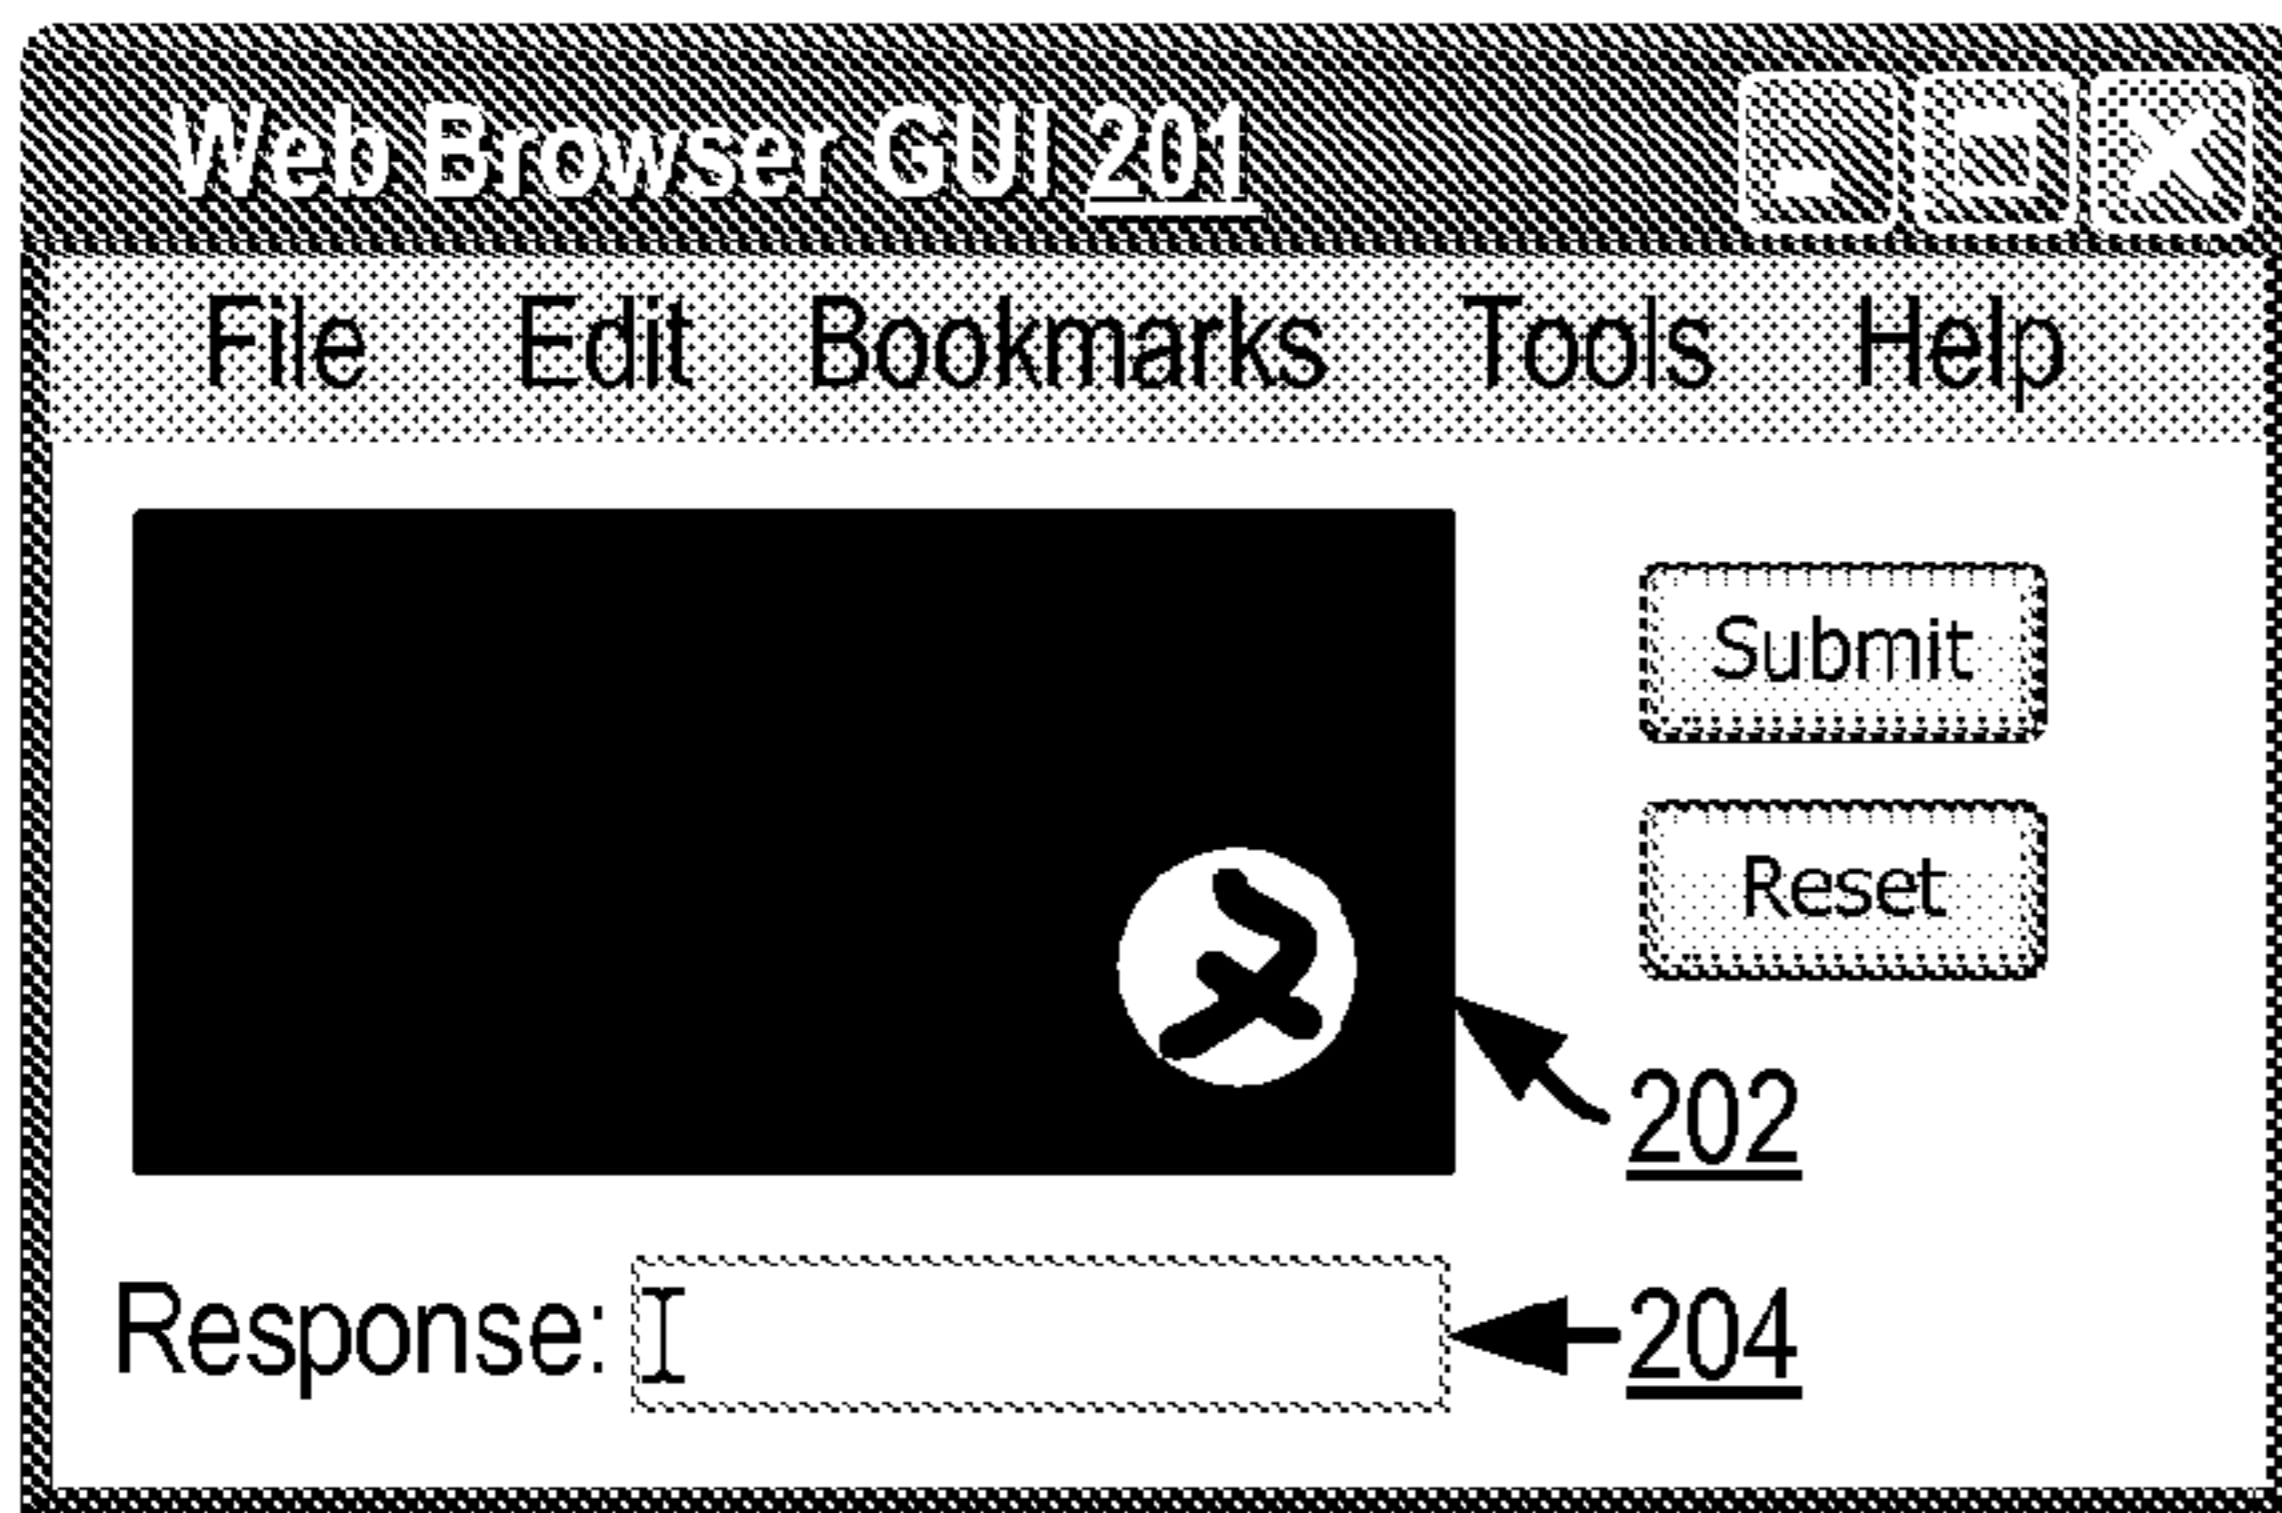 Web Browser GUI 201
File Edit Bookmarks Tools Help
Submit
Reset
202
Response: 204